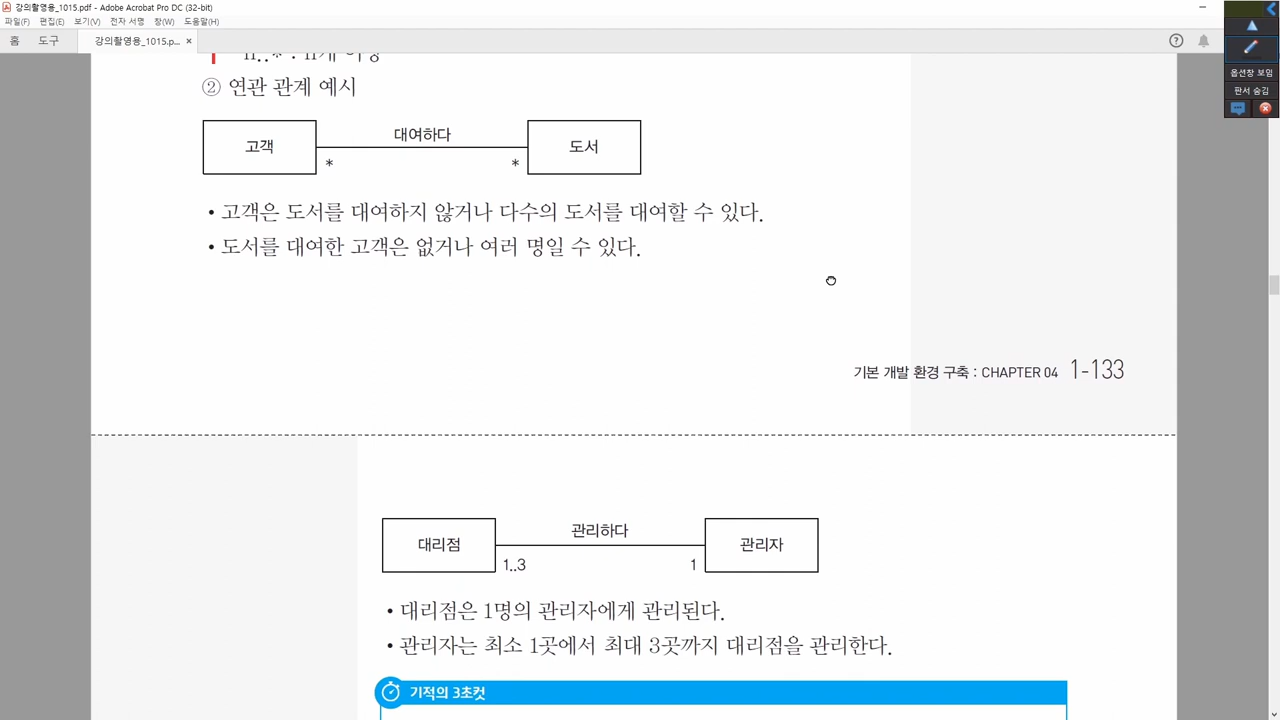 강의촬영용_1015.pdf - Adobe Acrobat Pro DC (32-bit)
파일(F) 편집(E) 보기(V) 전자 서명 창(W) 도움말(H)
홈 도구 강의촬영용_1015.p... ×
옵션창 보임
판서 숨김
② 연관 관계 예시
고객 대여하다 도서
* *
• 고객은 도서를 대여하지 않거나 다수의 도서를 대여할 수 있다.
• 도서를 대여한 고객은 없거나 여러 명일 수 있다.
기본 개발 환경 구축 : CHAPTER 04 1-133
대리점 관리하다 관리자
1..3 1
• 대리점은 1명의 관리자에게 관리된다.
• 관리자는 최소 1곳에서 최대 3곳까지 대리점을 관리한다.
기적의 3초컷